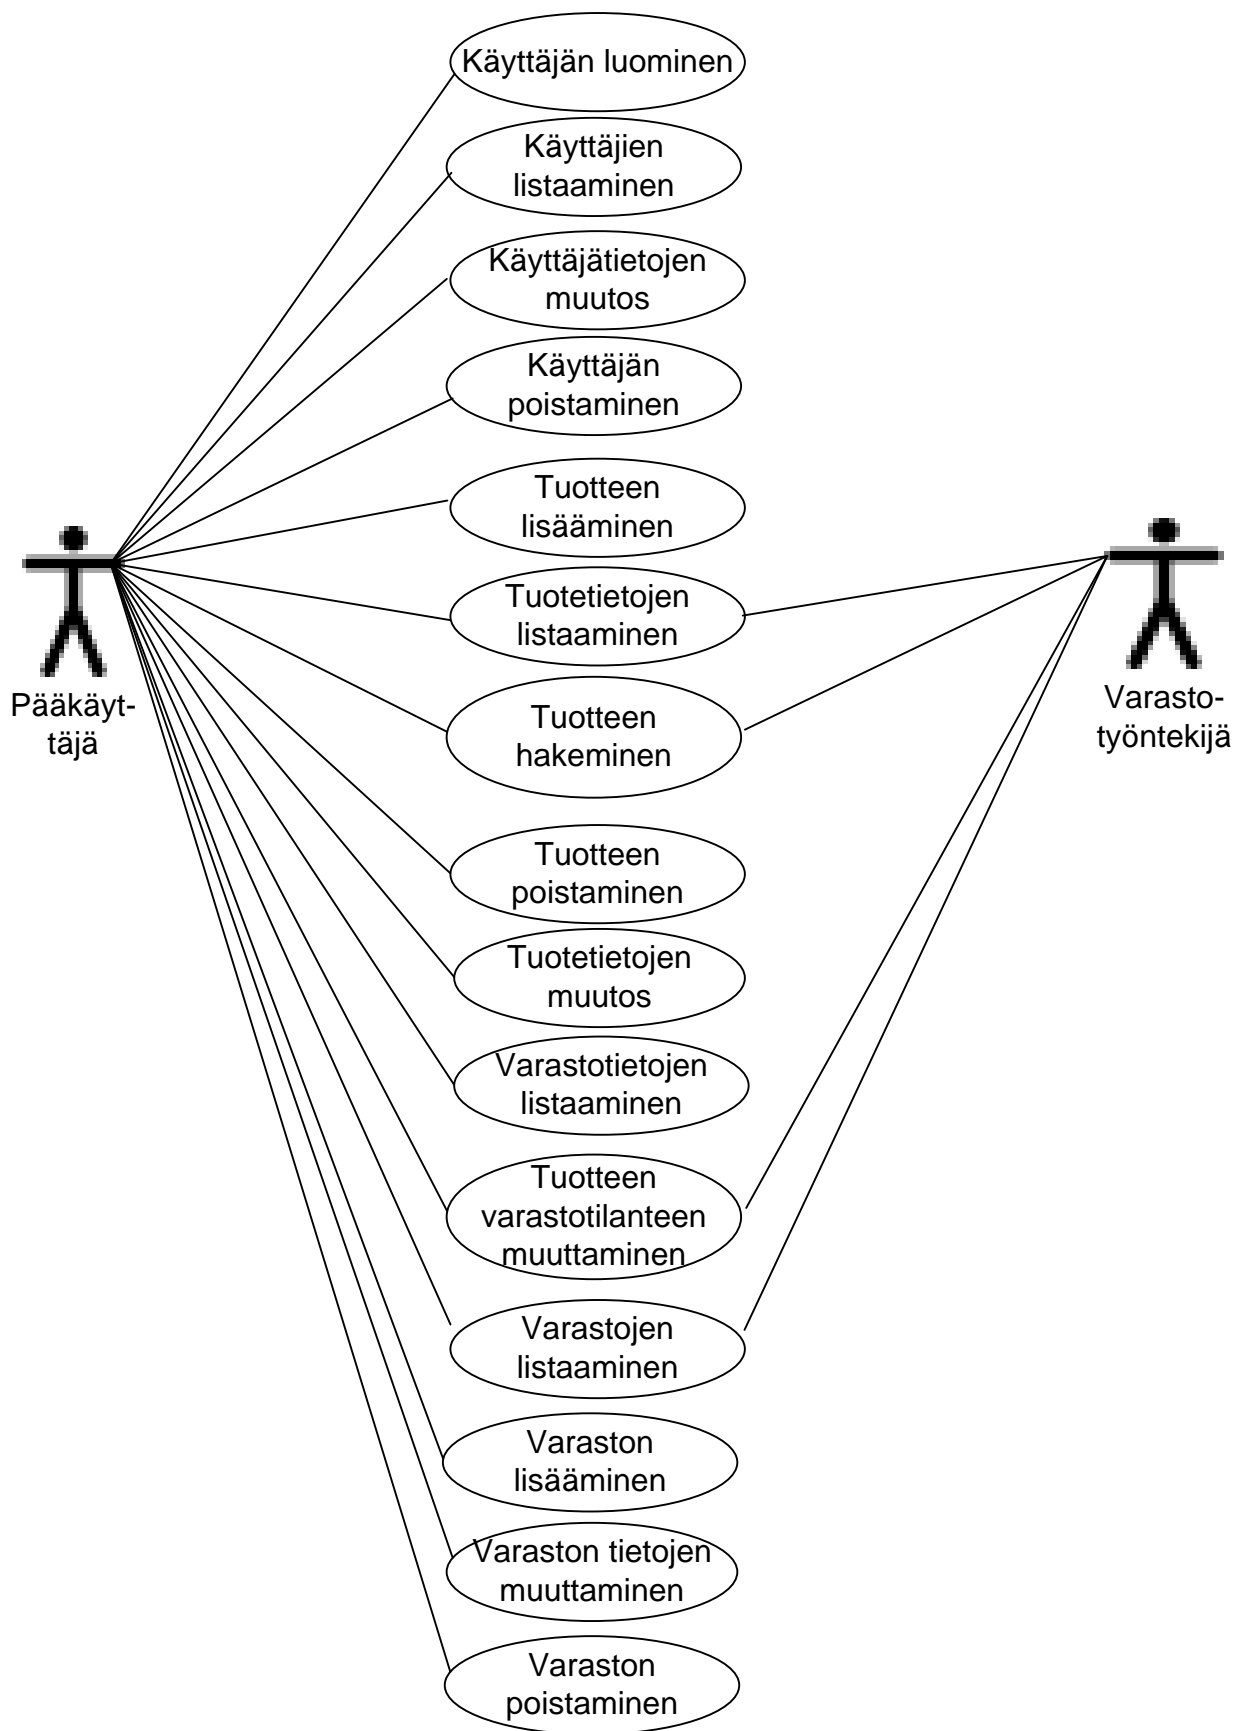 Käyttäjän luominen
Käyttäjien
listaaminen
Käyttäjätietojen
muutos
Käyttäjän
poistaminen
Tuotteen
lisääminen
Tuotetietojen
listaaminen
Pääkäyt-
täjä
Varasto-
työntekijä
Tuotteen
hakeminen
Tuotteen
poistaminen
Tuotetietojen
muutos
Varastotietojen
listaaminen
Tuotteen
varastotilanteen
muuttaminen
Varastojen
listaaminen
Varaston
lisääminen
Varaston tietojen
muuttaminen
Varaston
poistaminen